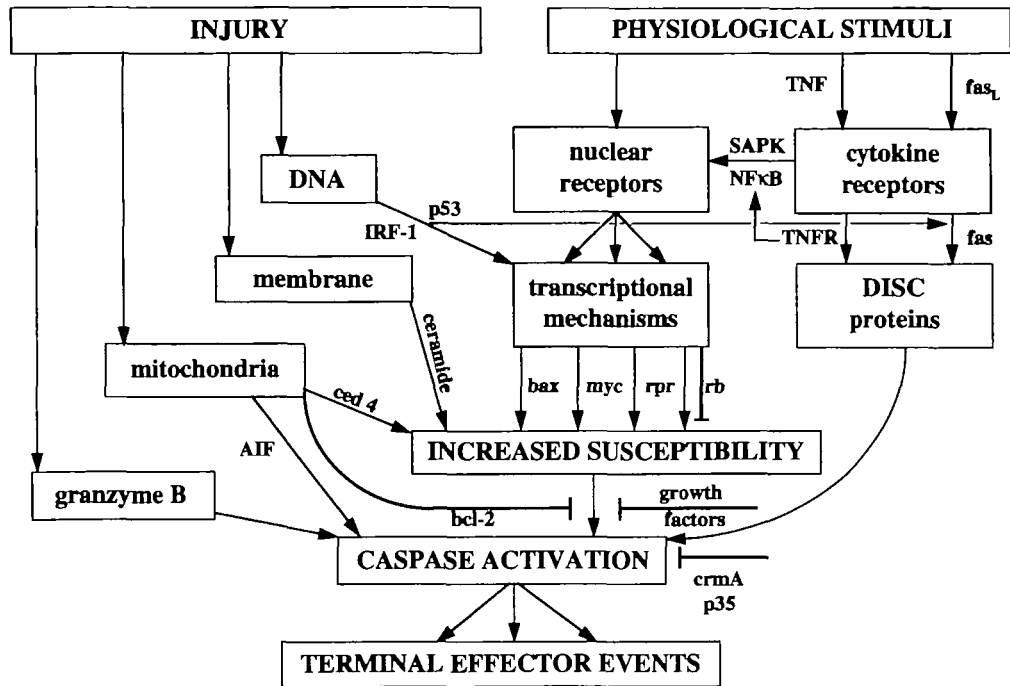 INJURY
PHYSIOLOGICAL STIMULI
TNF
fasL
DNA
nuclear
receptors
SAPK
NFκB
cytokine
receptors
p53
IRF-1
TNFR
fas
membrane
transcriptional
mechanisms
DISC
proteins
mitochondria
ceramide
ced 4
bax
myc
rpr
rb
AIF
INCREASED SUSCEPTIBILITY
granzyme B
bcl-2
growth
factors
CASPASE ACTIVATION
crmA
p35
TERMINAL EFFECTOR EVENTS